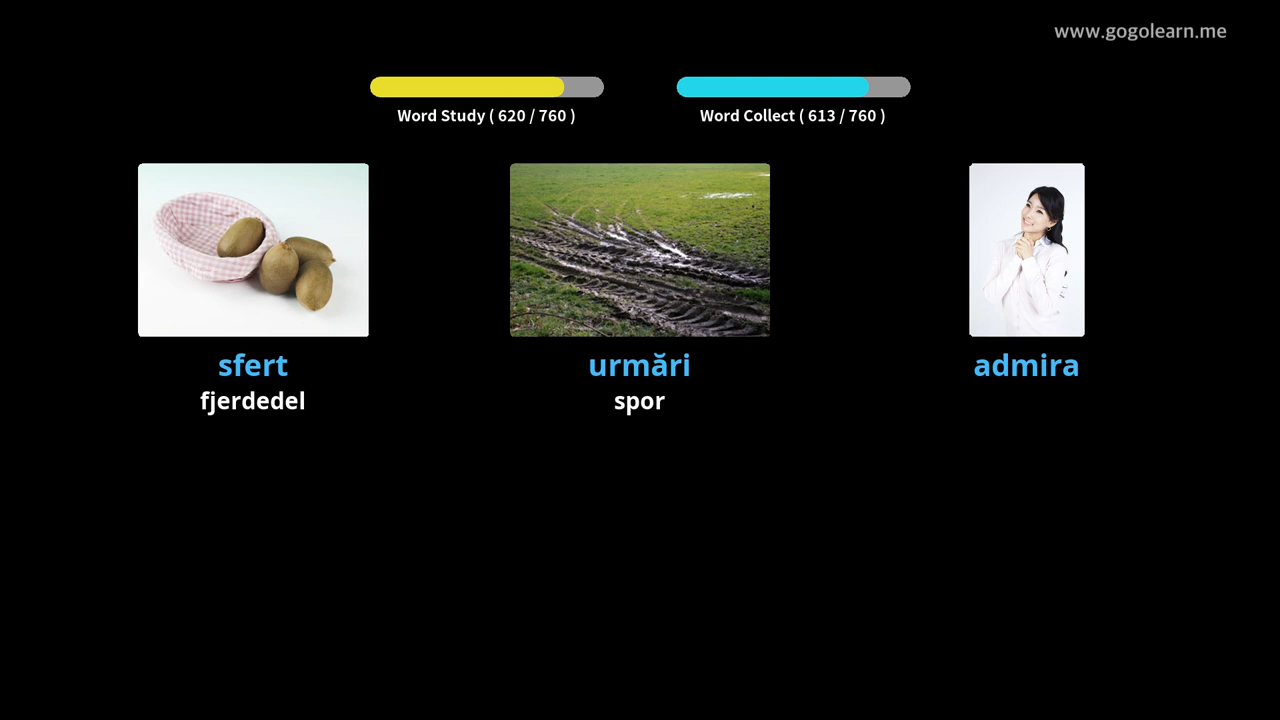 www.gogolearn.me
Word Study ( 620 / 760 )
Word Collect ( 613 / 760 )
sfert
urmări
admira
fjerdedel
spor